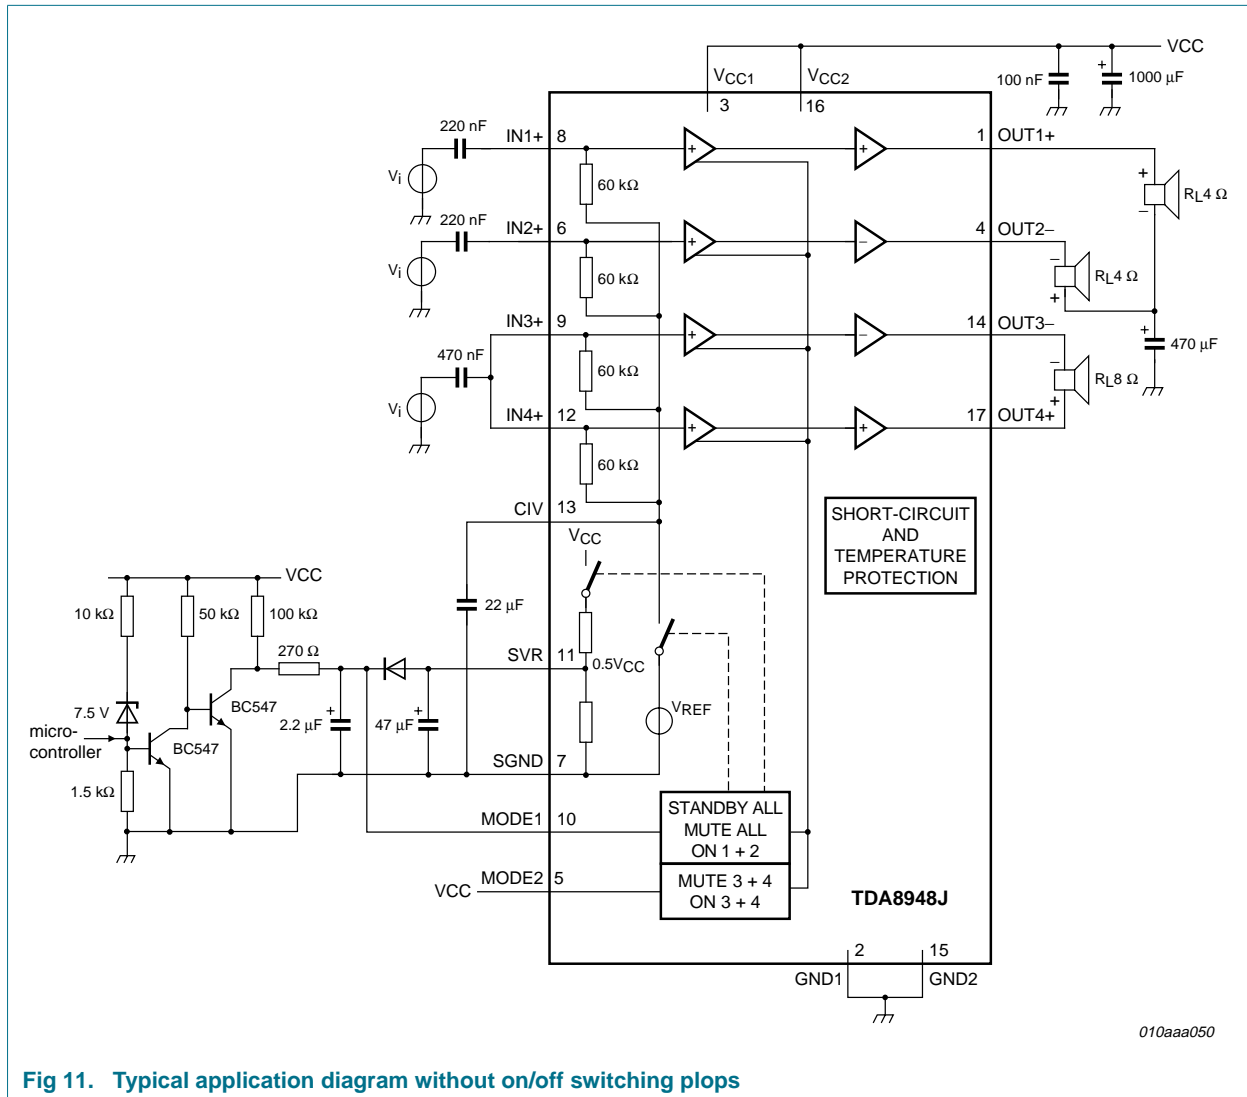 VCC
VCC1
VCC2
100 nF
+
1000 μF
3
16
220 nF
IN1+
8
1
OUT1+
+
+
Vi
60 kΩ
+
−
RL4 Ω
220 nF
IN2+
6
4
OUT2−
+
−
Vi
60 kΩ
−
RL4 Ω
+
IN3+
9
14
OUT3−
+
−
+
470 μF
470 nF
60 kΩ
−
RL8 Ω
+
Vi
IN4+
12
17
OUT4+
+
+
60 kΩ
CIV
13
SHORT-CIRCUIT
AND
TEMPERATURE
PROTECTION
VCC
VCC
10 kΩ
50 kΩ
100 kΩ
22 μF
270 Ω
SVR
11
0.5VCC
7.5 V
BC547
+
2.2 μF
+
47 μF
VREF
micro-
controller
BC547
SGND
7
1.5 kΩ
MODE1
10
STANDBY ALL
MUTE ALL
ON 1 + 2
VCC
MODE2
5
MUTE 3 + 4
ON 3 + 4
TDA8948J
2
15
GND1
GND2
010aaa050
Fig 11. Typical application diagram without on/off switching plops